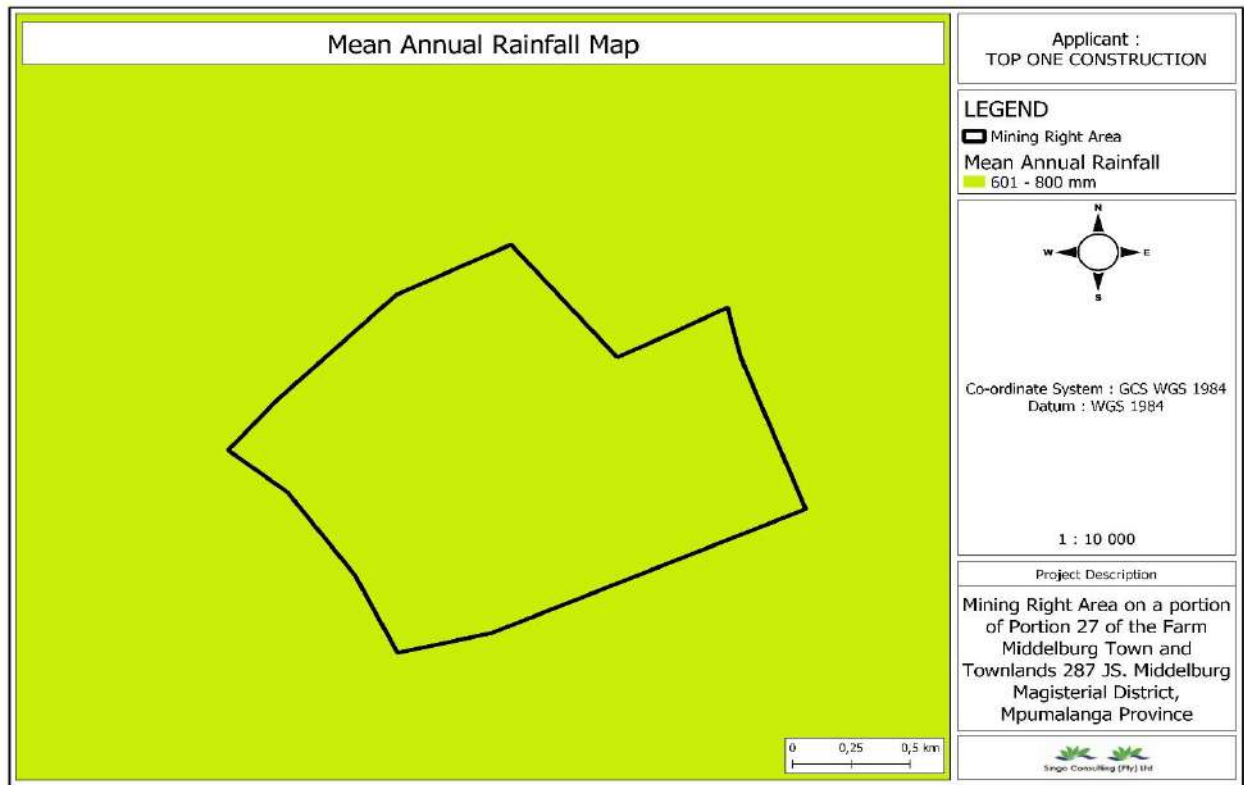 Mean Annual Rainfall Map
Applicant :
TOP ONE CONSTRUCTION
LEGEND
Mining Right Area
Mean Annual Rainfall
601 - 800 mm
N
W
E
S
Co-ordinate System : GCS WGS 1984
Datum : WGS 1984
1 : 10 000
Project Description
Mining Right Area on a portion
of Portion 27 of the Farm
Middelburg Town and
Townlands 287 JS. Middelburg
Magisterial District,
Mpumalanga Province
0 0,25 0,5 km
Singo Consulting (Pty) Ltd